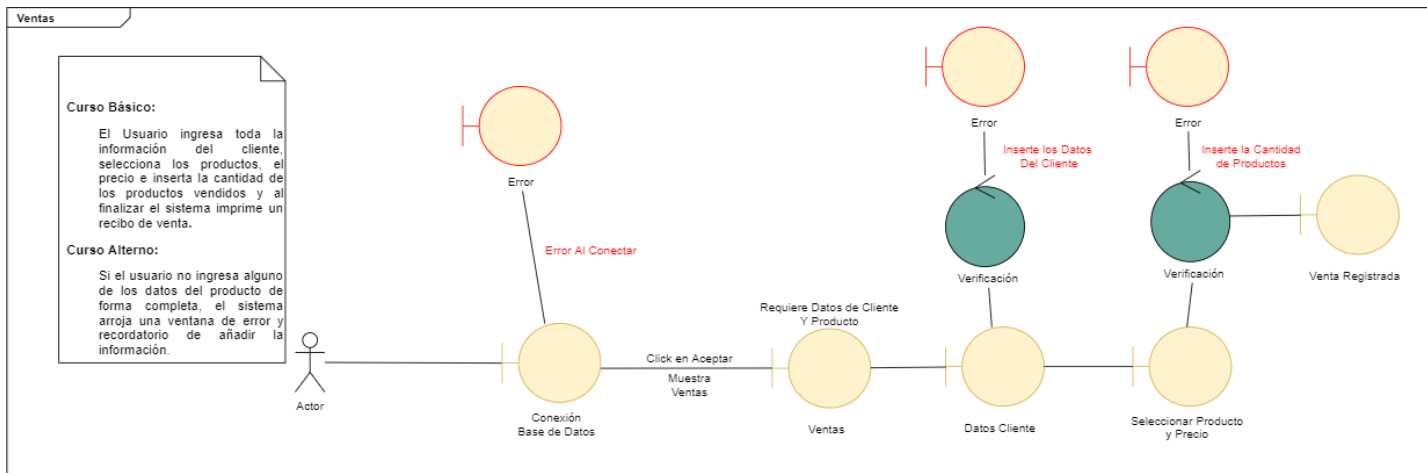 Ventas
Curso Básico:
El Usuario ingresa toda la
información del cliente,
selecciona los productos, el
precio e inserta la cantidad de
los productos vendidos y al
finalizar el sistema imprime un
recibo de venta.
Curso Alterno:
Si el usuario no ingresa alguno
de los datos del producto de
forma completa, el sistema
arroja una ventana de error y
recordatorio de añadir la
información.
Actor
Error
Error Al Conectar
Conexión
Base de Datos
Click en Aceptar
Muestra
Ventas
Requiere Datos de Cliente
Y Producto
Ventas
Error
Inserte los Datos
Del Cliente
Verificación
Datos Cliente
Error
Inserte la Cantidad
de Productos
Verificación
Seleccionar Producto
y Precio
Venta Registrada